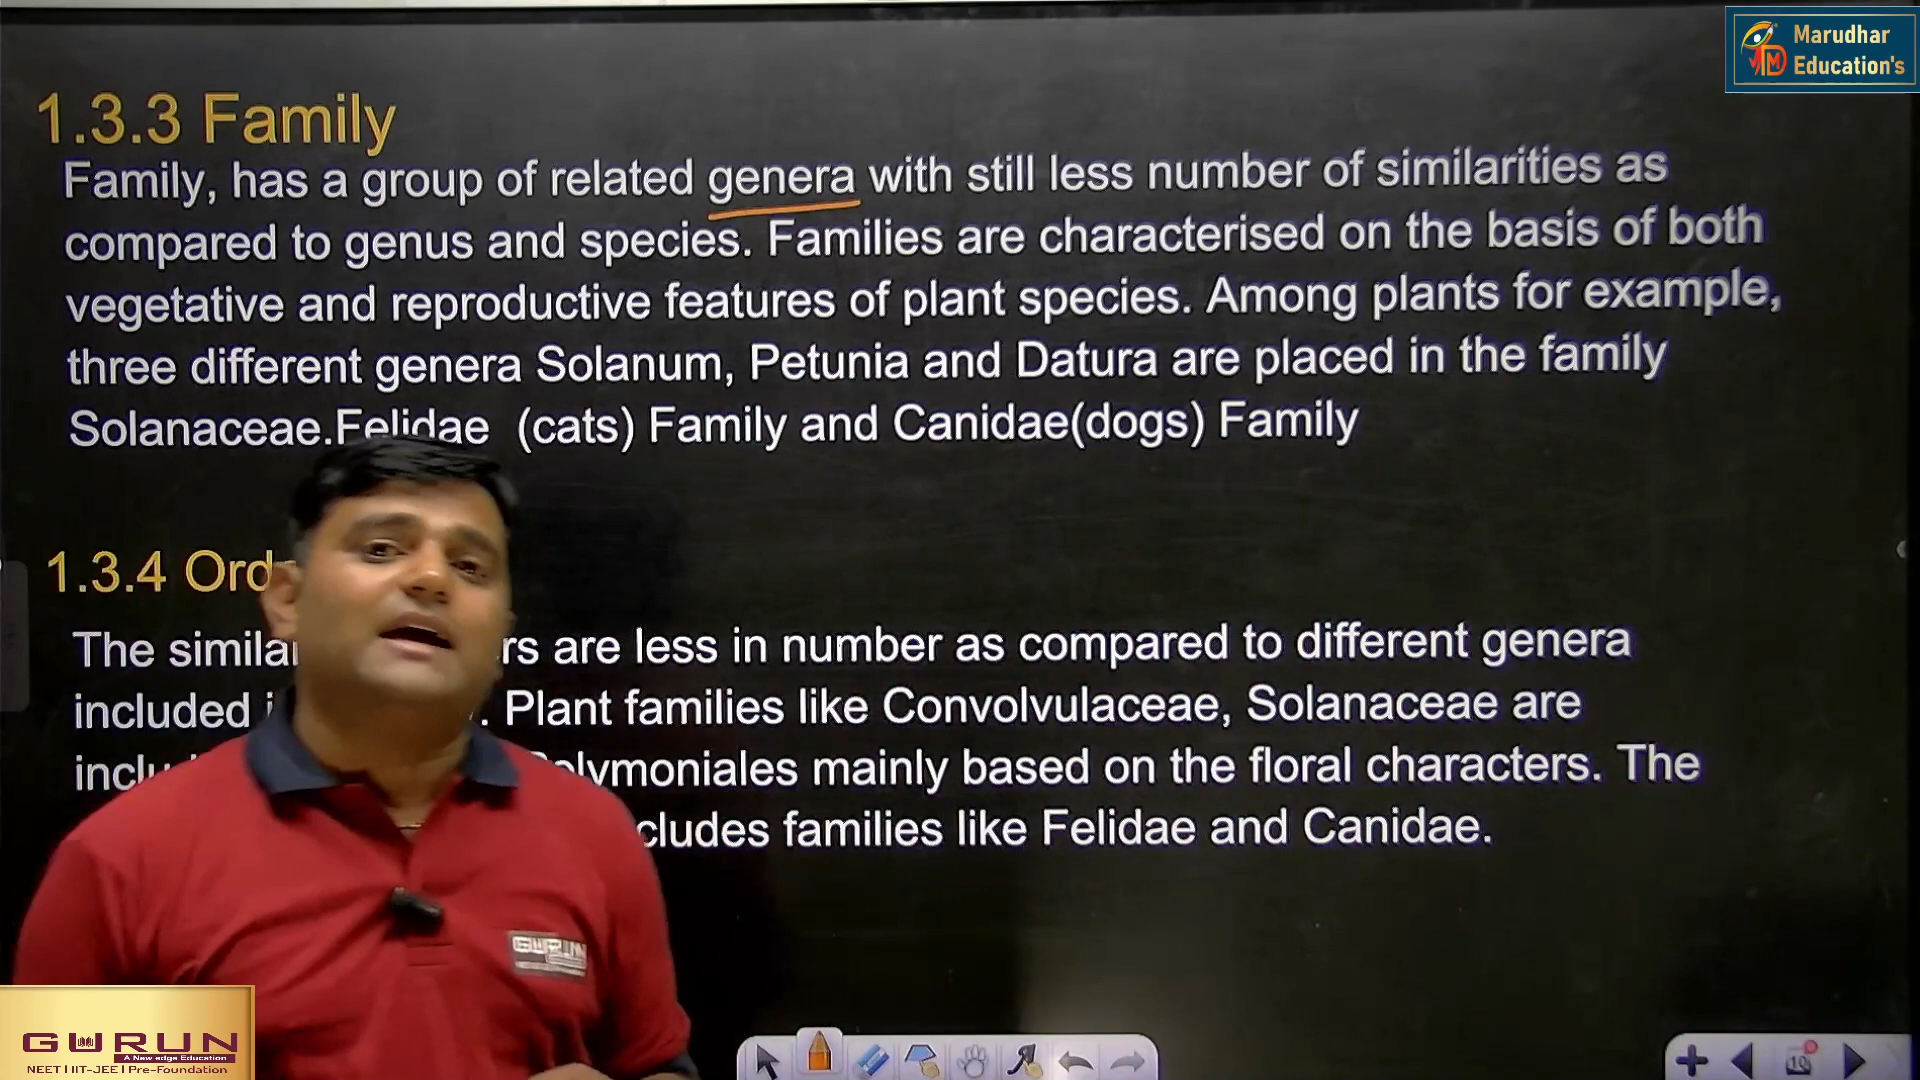 Marudhar
Education's
1.3.3 Family
Family, has a group of related genera with still less number of similarities as
compared to genus and species. Families are characterised on the basis of both
vegetative and reproductive features of plant species. Among plants for example,
three different genera Solanum, Petunia and Datura are placed in the family
Solanaceae.Felidae (cats) Family and Canidae(dogs) Family
1.3.4 Ord
The similar rs are less in number as compared to different genera
included i . Plant families like Convolvulaceae, Solanaceae are
inclu Polymoniales mainly based on the floral characters. The
cludes families like Felidae and Canidae.
GURUN
GURUN
A New edge Education
NEET | IIT-JEE | Pre-Foundation
10